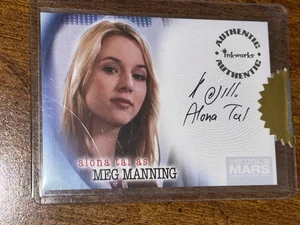 AUTHENTIC
inkworks
AUTHENTIC
Alona Tal
alona tal as
MEG MANNING
veronica
MARS